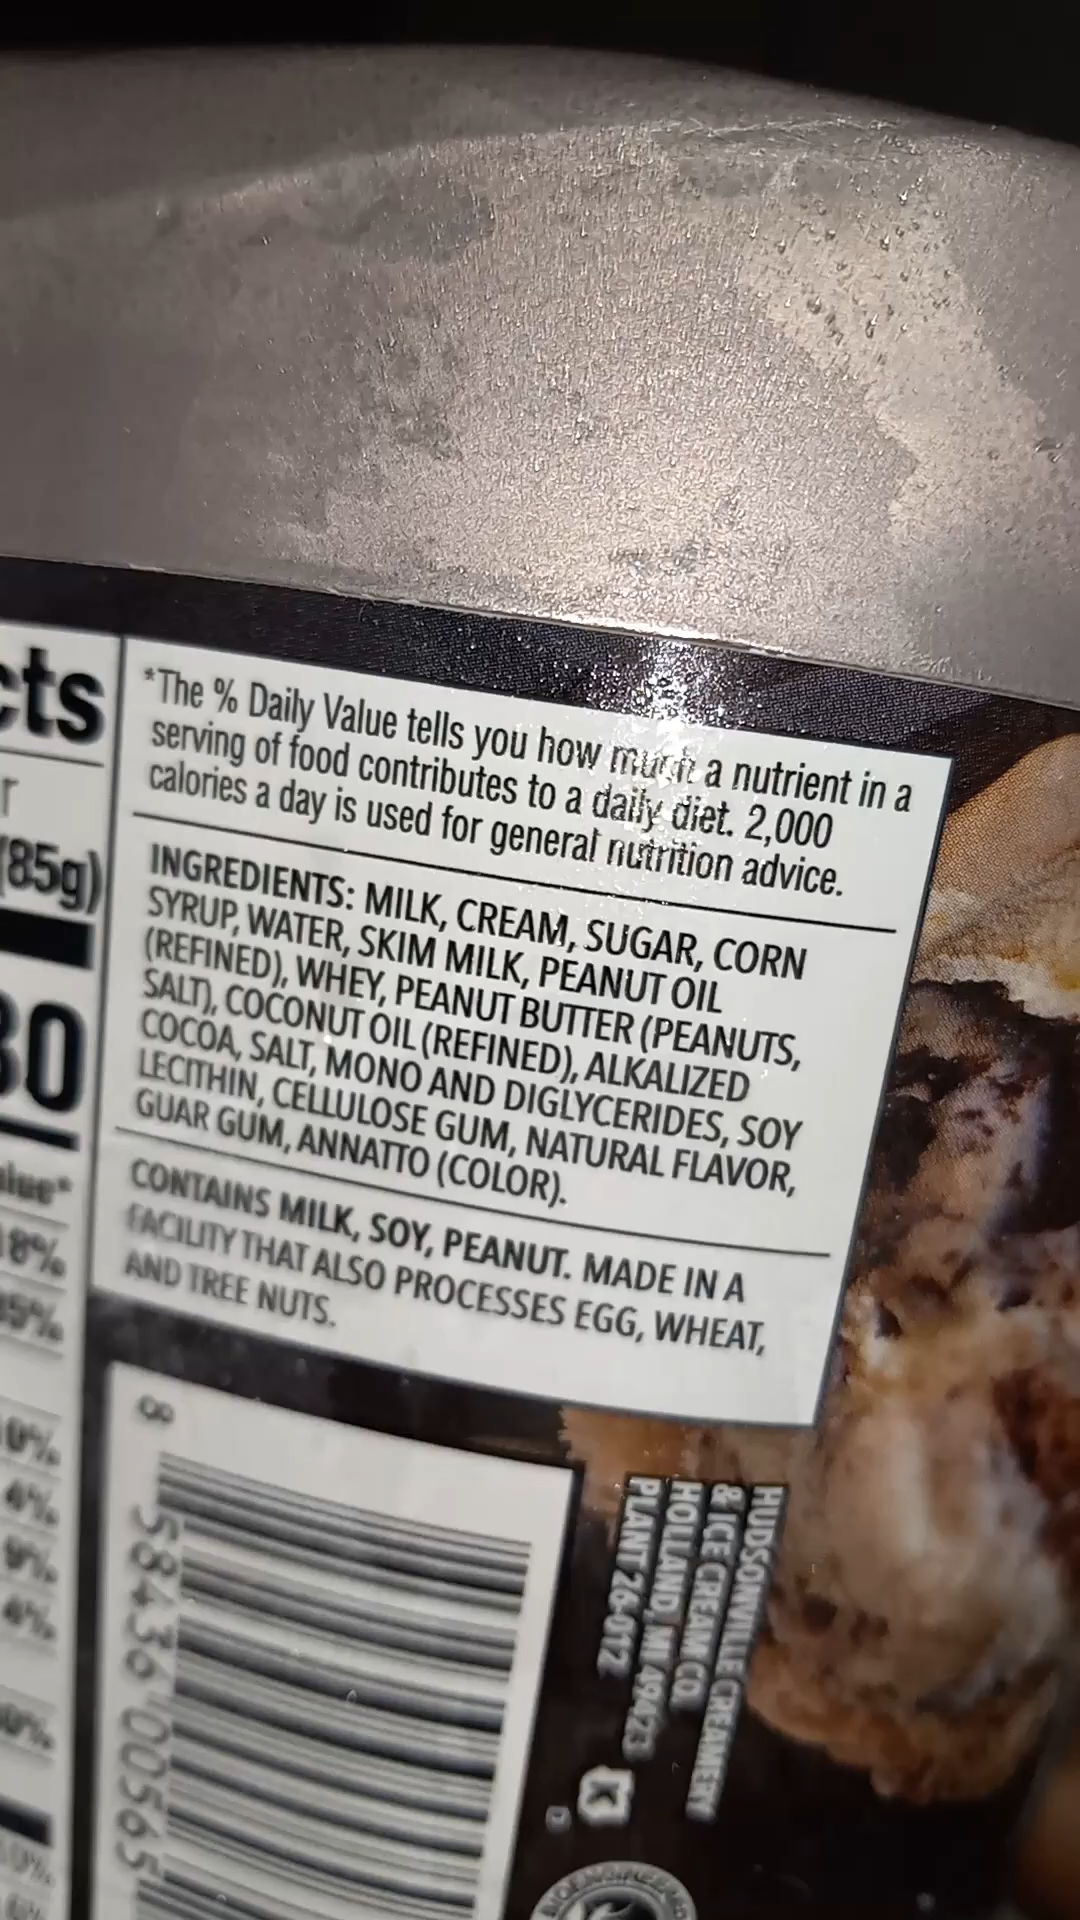 cts
r
(85g)
30
alue*
8%
5%
0%
4%
*The % Daily Value tells you how much a nutrient in a
serving of food contributes to a daily diet. 2,000
calories a day is used for general nutrition advice.
INGREDIENTS: MILK, CREAM, SUGAR, CORN
SYRUP, WATER, SKIM MILK, PEANUT OIL
(REFINED), WHEY, PEANUT BUTTER (PEANUTS,
SALT), COCONUT OIL (REFINED), ALKALIZED
COCOA, SALT, MONO AND DIGLYCERIDES, SOY
LECITHIN, CELLULOSE GUM, NATURAL FLAVOR,
GUAR GUM, ANNATTO (COLOR).
CONTAINS MILK, SOY, PEANUT. MADE IN A
FACILITY THAT ALSO PROCESSES EGG, WHEAT,
AND TREE NUTS.
8 58436 00565
HUDSONVILLE CREAMERY
& ICE CREAM CO.
HOLLAND, MI 49423
PLANT 26-012
K
D
BIOENGINEERED